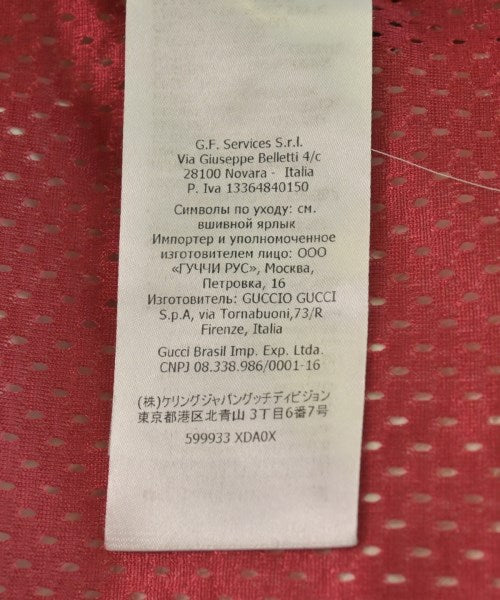 G.F. Services S.r.l.
Via Giuseppe Belletti 4/c
28100 Novara - Italia
P. Iva 13364840150
Символы по уходу: см.
вшивной ярлык
Импортер и уполномоченное
изготовителем лицо: ООО
«ГУЧЧИ РУС», Москва,
Петровка, 16
Изготовитель: GUCCIO GUCCI
S.p.A, via Tornabuoni,73/R
Firenze, Italia
Gucci Brasil Imp. Exp. Ltda.
CNPJ 08.338.986/0001-16
(株)ケリングジャパングッチディビジョン
東京都港区北青山 3丁目6番7号
599933 XDA0X